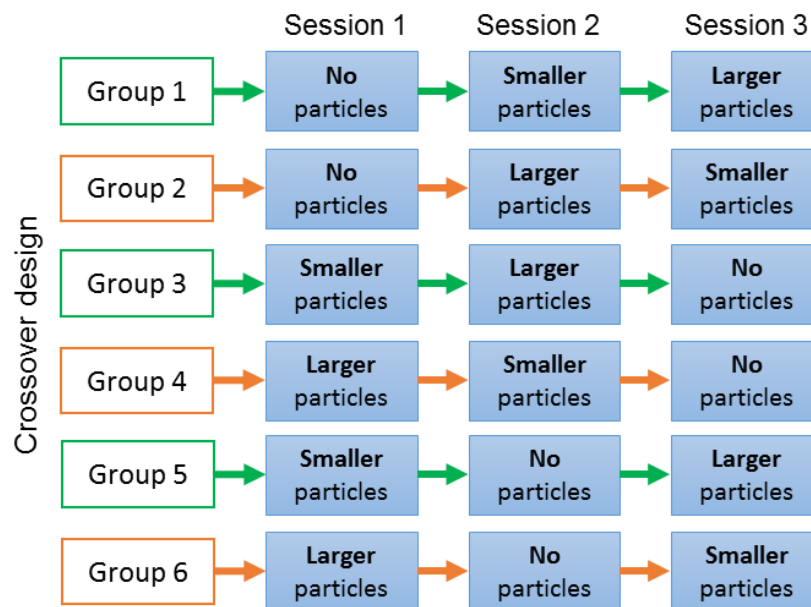 Session 1 Session 2 Session 3
Crossover design
Group 1
No
particles
Smaller
particles
Larger
particles
Group 2
No
particles
Larger
particles
Smaller
particles
Group 3
Smaller
particles
Larger
particles
No
particles
Group 4
Larger
particles
Smaller
particles
No
particles
Group 5
Smaller
particles
No
particles
Larger
particles
Group 6
Larger
particles
No
particles
Smaller
particles